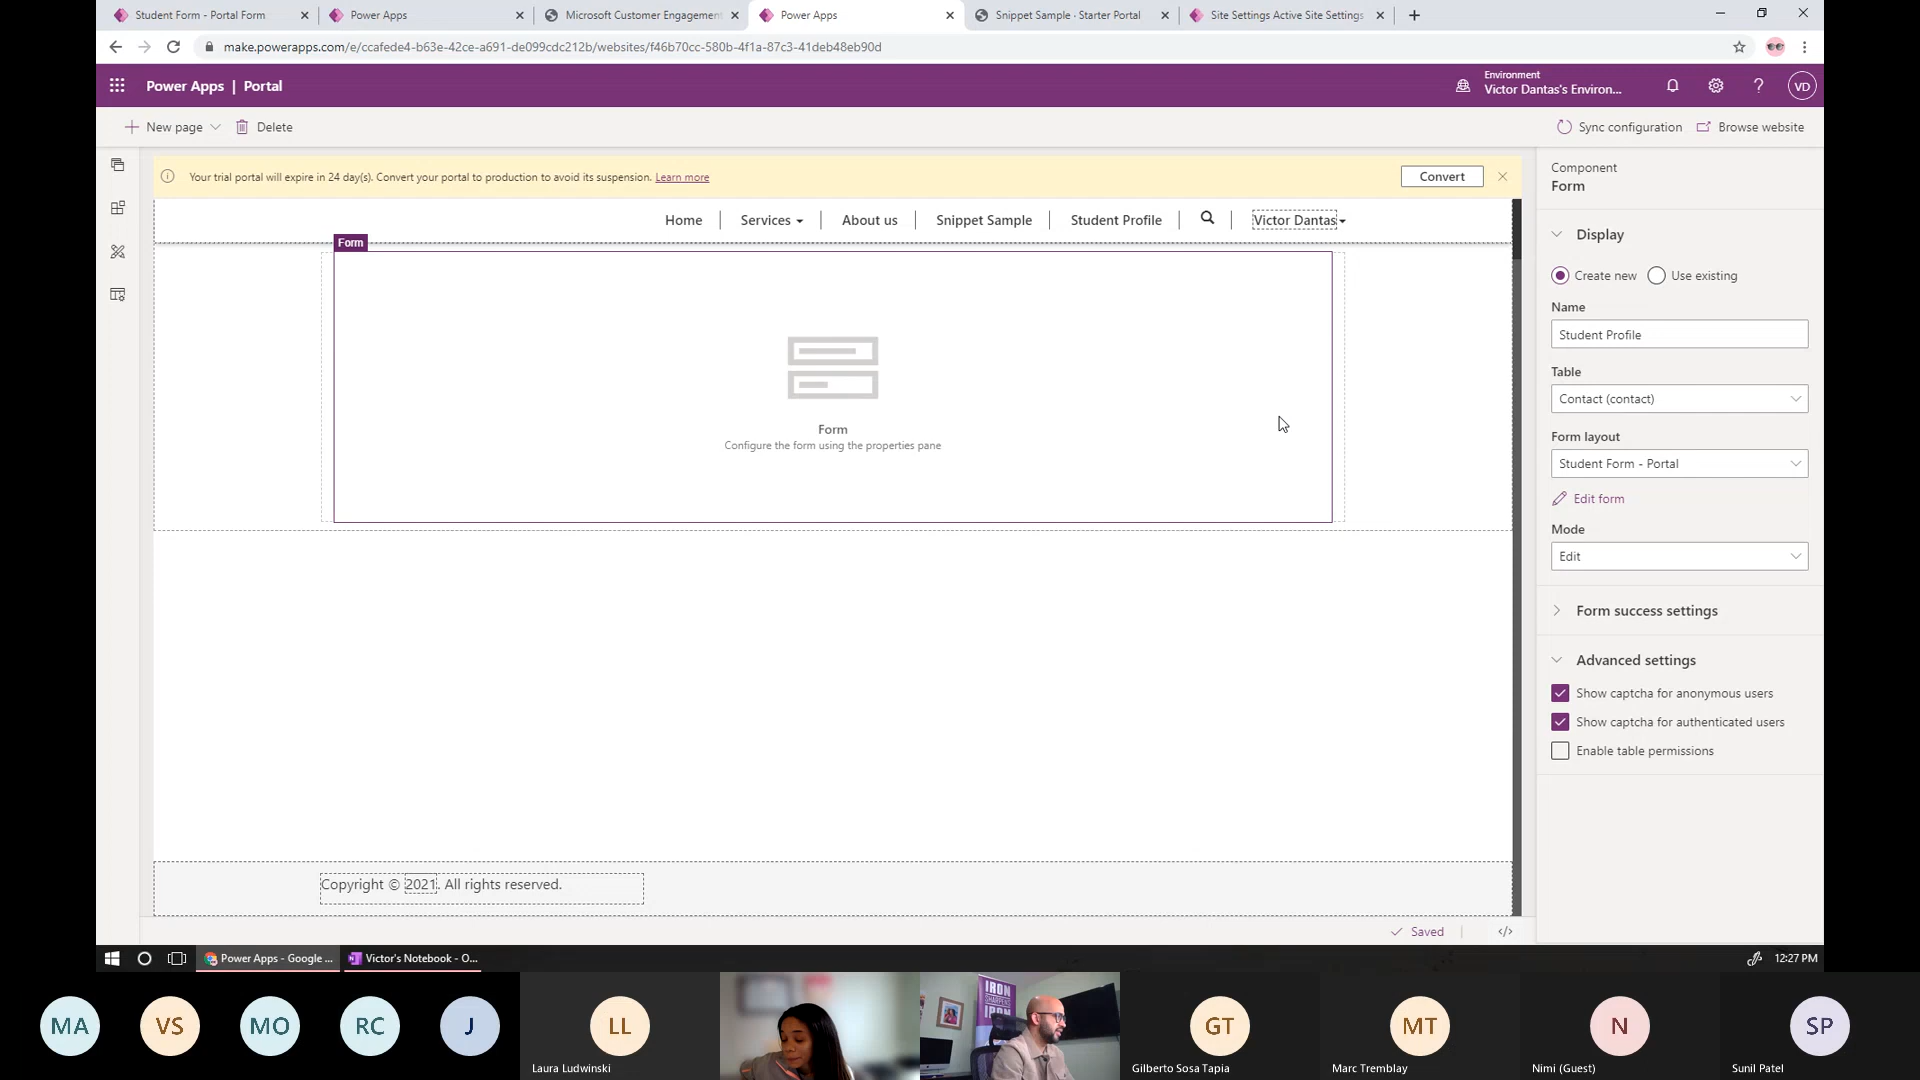 Student Form - Portal Form
Power Apps
Microsoft Customer Engagement
Power Apps
Snippet Sample · Starter Portal
Site Settings Active Site Settings
make.powerapps.com/e/ccafede4-b63e-42ce-a691-de099cdc212b/websites/f46b70cc-580b-4f1a-87c3-41deb48eb90d
Power Apps | Portal
Environment
Victor Dantas's Environ...
VD
New page
Delete
Sync configuration
Browse website
Your trial portal will expire in 24 day(s). Convert your portal to production to avoid its suspension. Learn more
Convert
Home
Services
About us
Snippet Sample
Student Profile
Victor Dantas
Form
Form
Configure the form using the properties pane
Copyright © 2021. All rights reserved.
Saved
</>
Component
Form
Display
Create new
Use existing
Name
Student Profile
Table
Contact (contact)
Form layout
Student Form - Portal
Edit form
Mode
Edit
Form success settings
Advanced settings
Show captcha for anonymous users
Show captcha for authenticated users
Enable table permissions
Power Apps - Google ...
Victor's Notebook - O...
12:27 PM
MA
VS
MO
RC
J
LL
Laura Ludwinski
IRON
SHARPENS
IRON
GT
Gilberto Sosa Tapia
MT
Marc Tremblay
N
Nimi (Guest)
SP
Sunil Patel